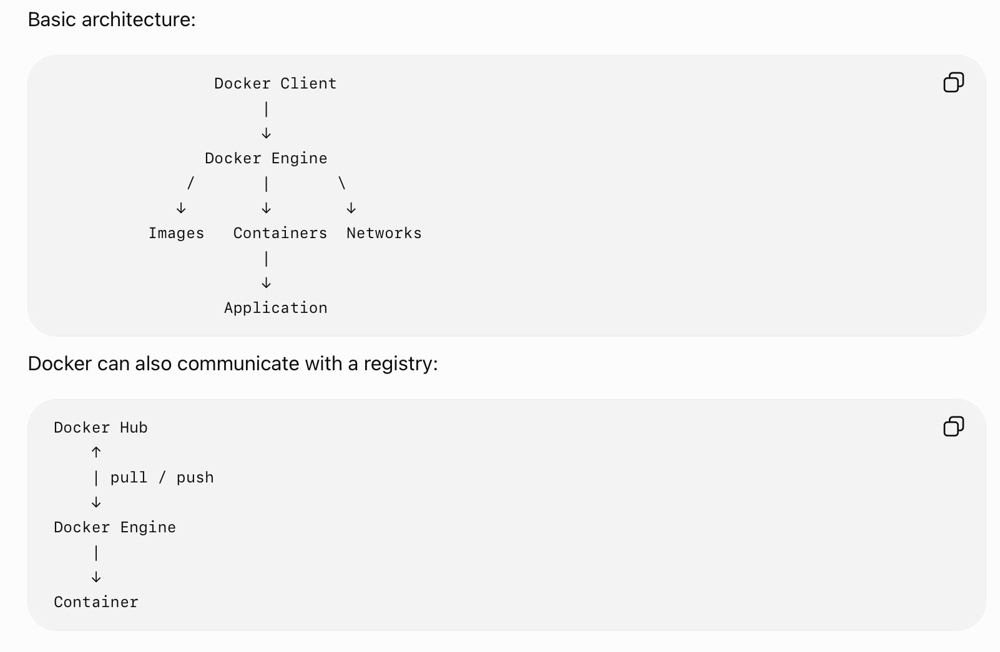 Basic architecture:
Docker Client
|
↓
Docker Engine
/ | \
↓ ↓ ↓
Images Containers Networks
|
↓
Application
Docker can also communicate with a registry:
Docker Hub
↑
| pull / push
↓
Docker Engine
|
↓
Container